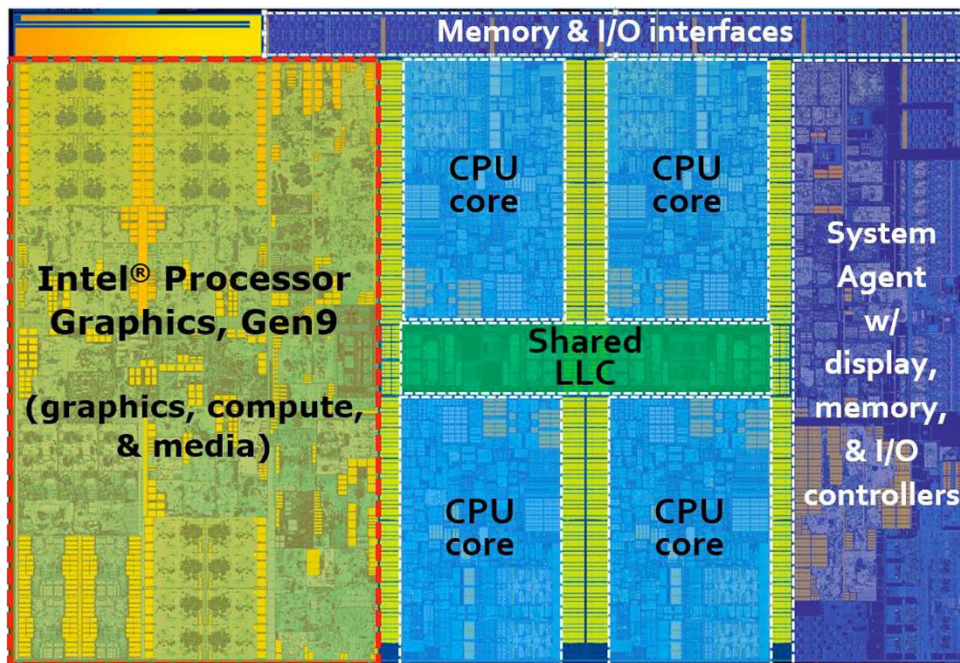 Memory & I/O interfaces
Intel® Processor
Graphics, Gen9
(graphics, compute,
& media)
CPU
core
CPU
core
Shared
LLC
CPU
core
CPU
core
System
Agent
w/
display,
memory,
& I/O
controllers